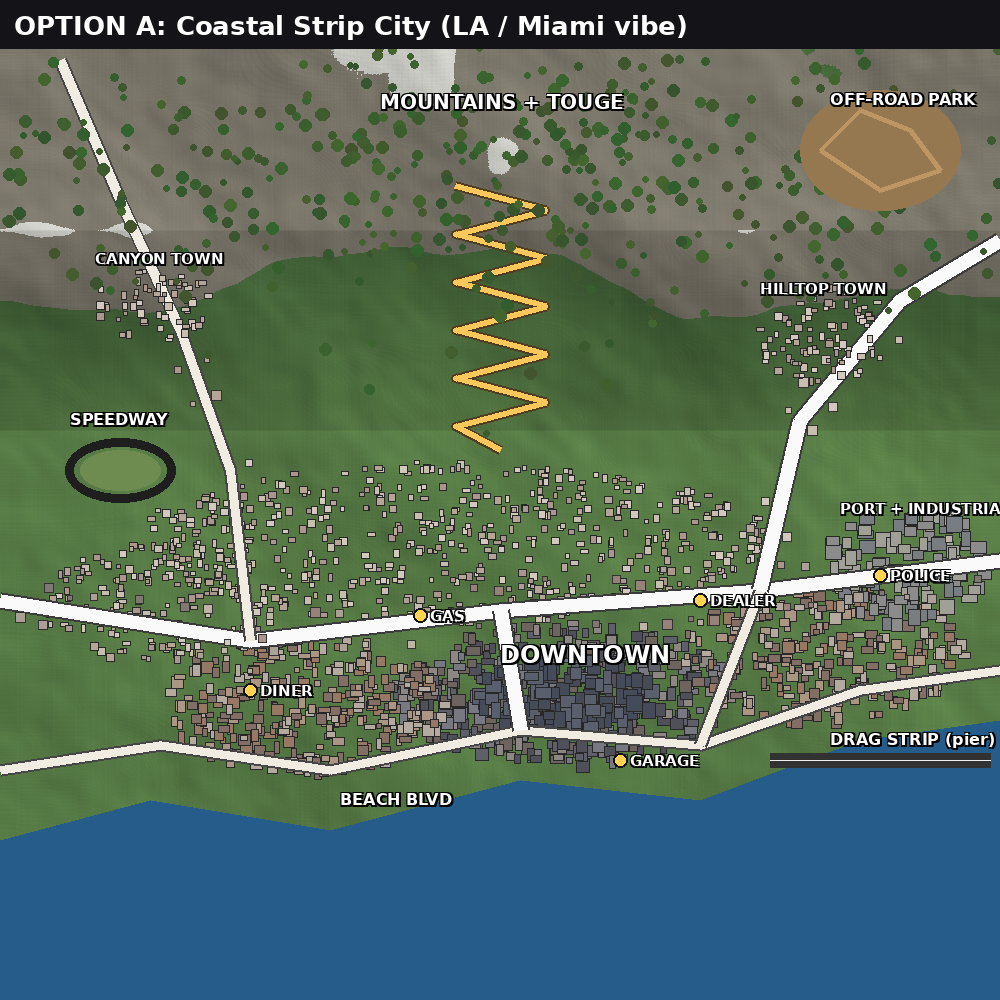 OPTION A: Coastal Strip City (LA / Miami vibe)
MOUNTAINS + TOUGE
OFF-ROAD PARK
CANYON TOWN
HILLTOP TOWN
SPEEDWAY
PORT + INDUSTRIA
POLICE
DEALER
GAS
DOWNTOWN
DINER
DRAG STRIP (pier)
GARAGE
BEACH BLVD